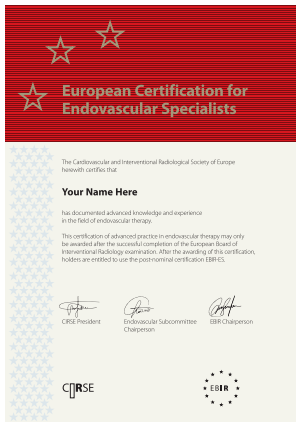 European Certification for
Endovascular Specialists
The Cardiovascular and Interventional Radiological Society of Europe
herewith certifies that
Your Name Here
has documented advanced knowledge and experience
in the field of endovascular therapy.
This certification of advanced practice in endovascular therapy may only
be awarded after the successful completion of the European Board of
Interventional Radiology examination. After the awarding of this certification,
holders are entitled to use the post-nominal certification EBIR-ES.
CIRSE President
Endovascular Subcommittee
Chairperson
EBIR Chairperson
CIRSE
EBIR